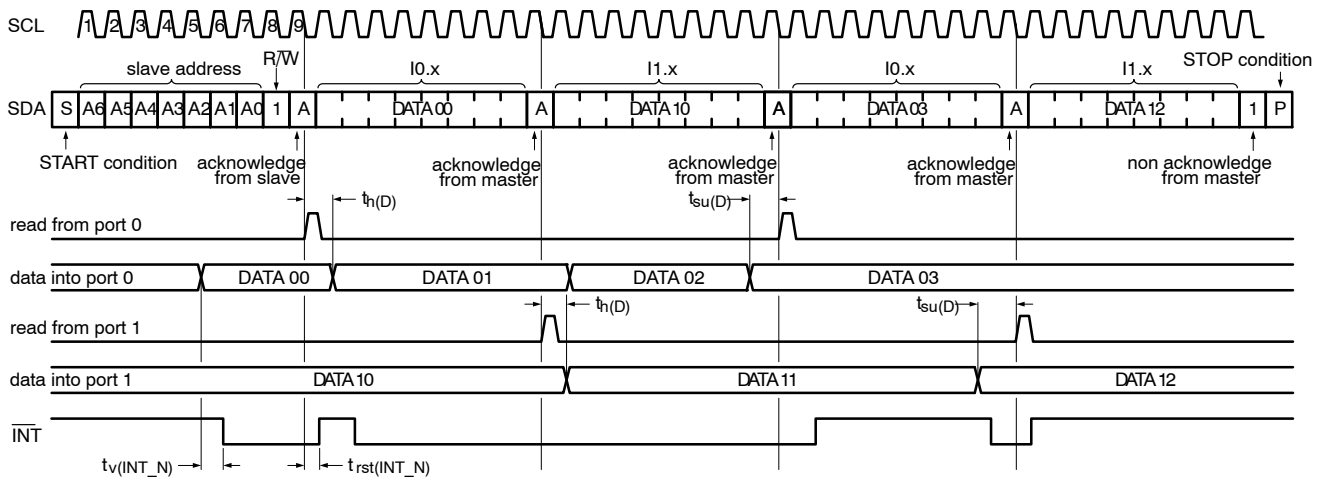 SCL 1 2 3 4 5 6 7 8 9
R/W̅
slave address I0.x I1.x I0.x I1.x STOP condition
SDA S A6 A5 A4 A3 A2 A1 A0 1 A DATA 00 A DATA 10 A DATA 03 A DATA 12 1 P
START condition acknowledge from slave acknowledge from master acknowledge from master acknowledge from master non acknowledge from master
th(D) tsu(D)
read from port 0
data into port 0 DATA 00 DATA 01 DATA 02 DATA 03
th(D) tsu(D)
read from port 1
data into port 1 DATA 10 DATA 11 DATA 12
I̅N̅T̅
tv(INT_N) trst(INT_N)